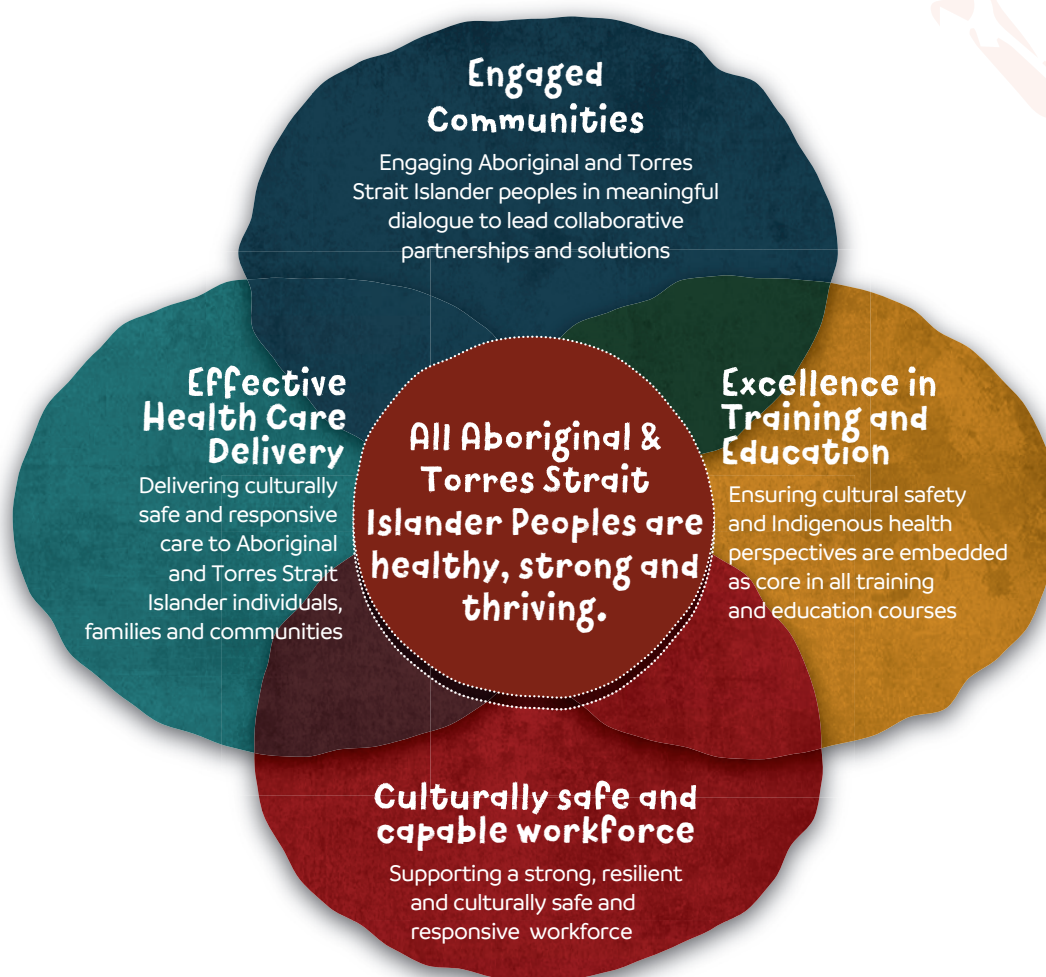 Engaged
Communities
Engaging Aboriginal and Torres
Strait Islander peoples in meaningful
dialogue to lead collaborative
partnerships and solutions
Effective
Health Care
Delivery
Delivering culturally
safe and responsive
care to Aboriginal
and Torres Strait
Islander individuals,
families and communities
All Aboriginal &
Torres Strait
Islander Peoples are
healthy, strong and
thriving.
Excellence in
Training and
Education
Ensuring cultural safety
and Indigenous health
perspectives are embedded
as core in all training
and education courses
Culturally safe and
capable workforce
Supporting a strong, resilient
and culturally safe and
responsive workforce